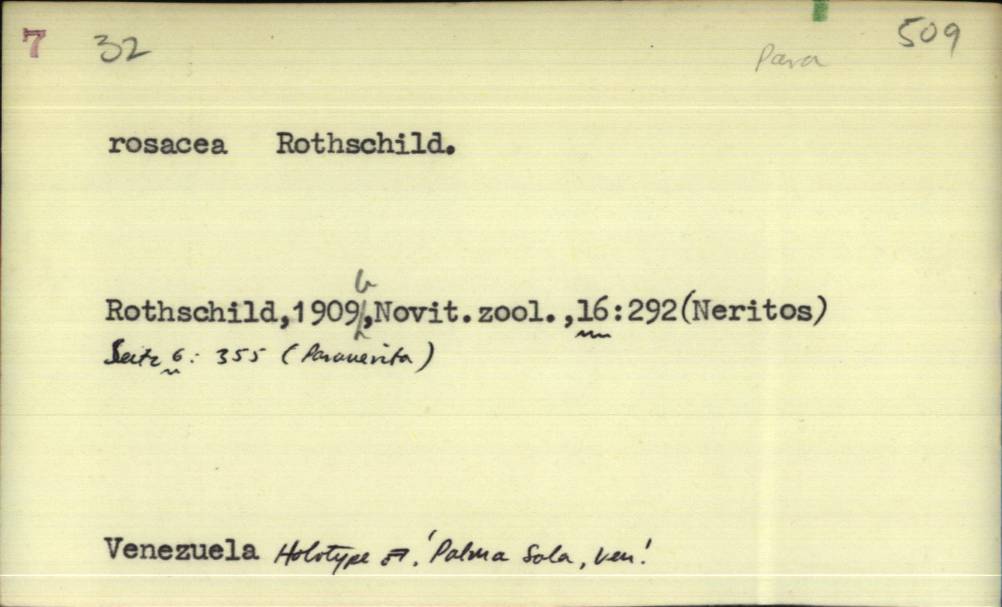 7 32 Para 509
rosacea Rothschild.
Rothschild,1909b,Novit.zool.,16:292(Neritos)
Seitz 6: 355 (Paranerita)
Venezuela Holotype ♂! Palma Sola, Ven!